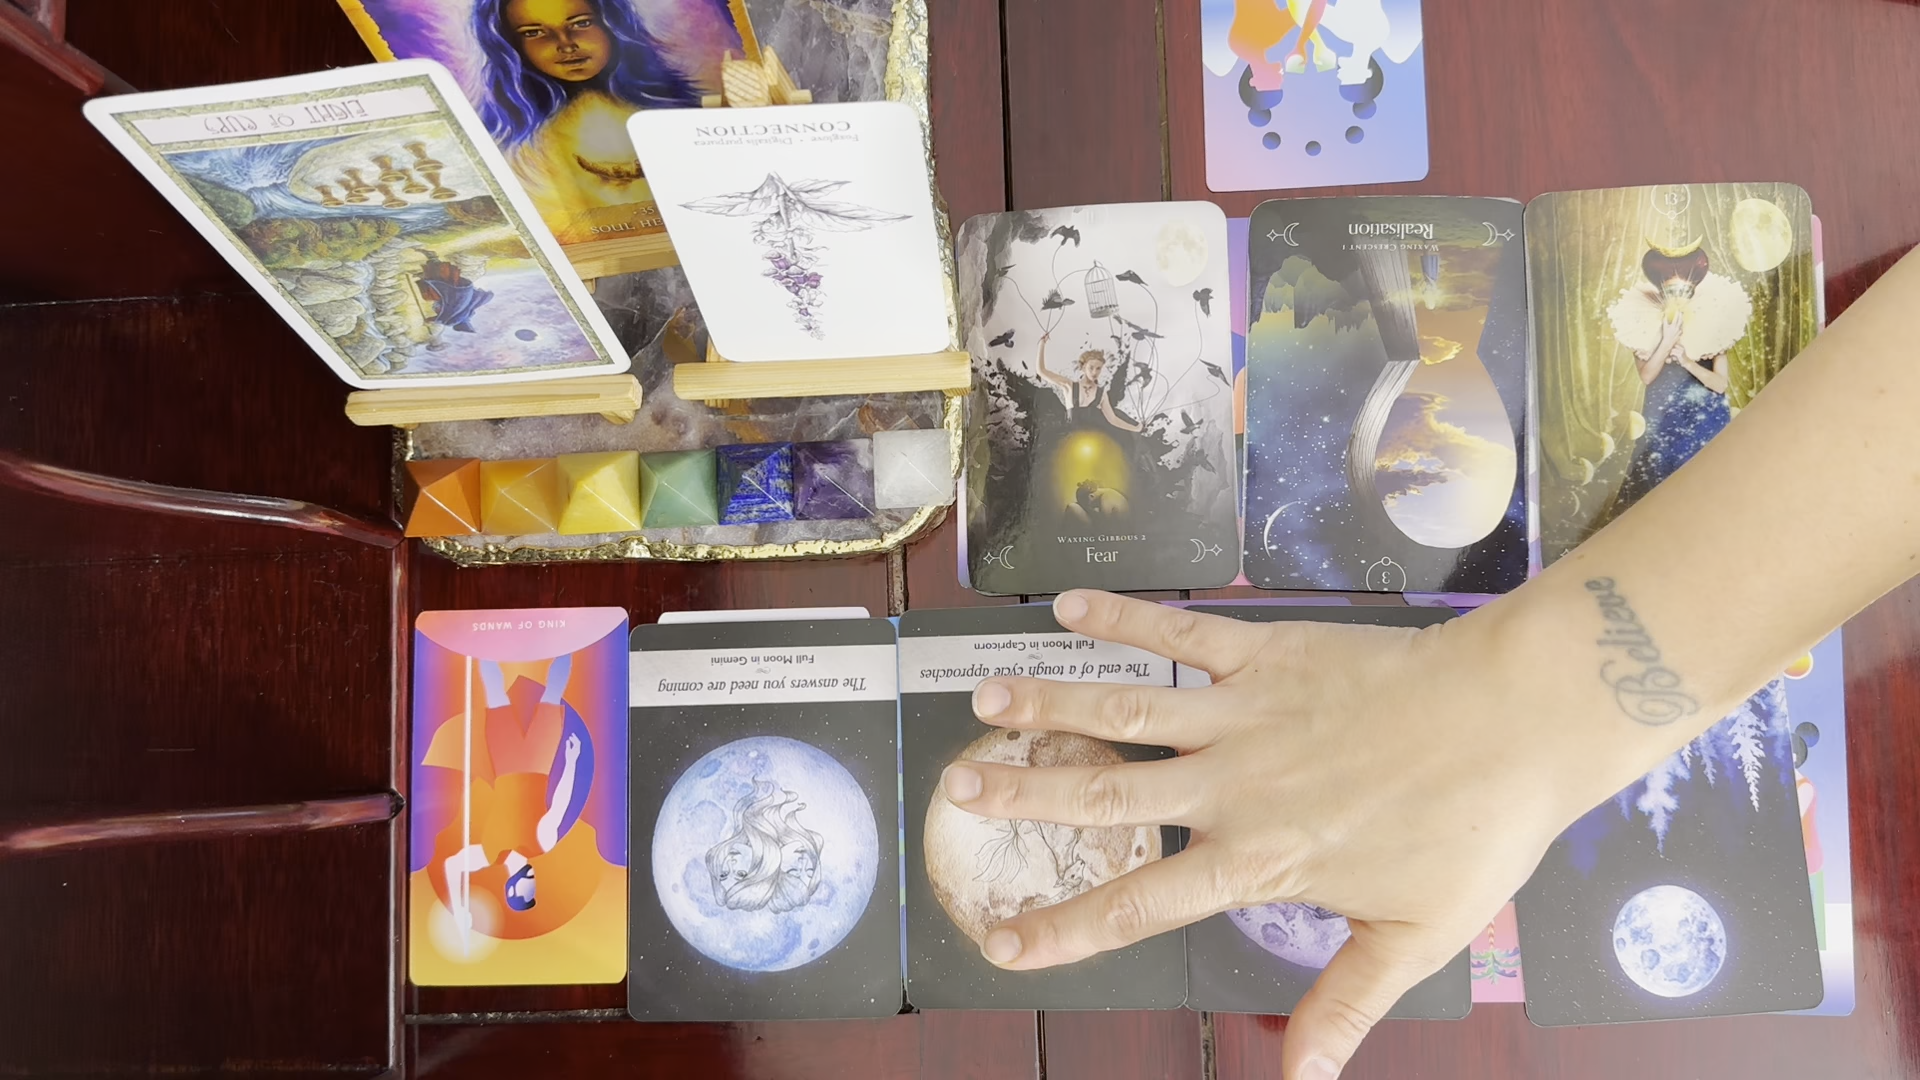 EIGHT OF CUPS
• 35
SOUL HE
CONNECTION
Foxglove • Digitalis purpurea
WAXING GIBBOUS 2
Fear
Realisation
WAXING CRESCENT 1
3
13
KING OF WANDS
The answers you need are coming
Full Moon in Gemini
The end of a tough cycle approaches
Full Moon in Capricorn
Believe